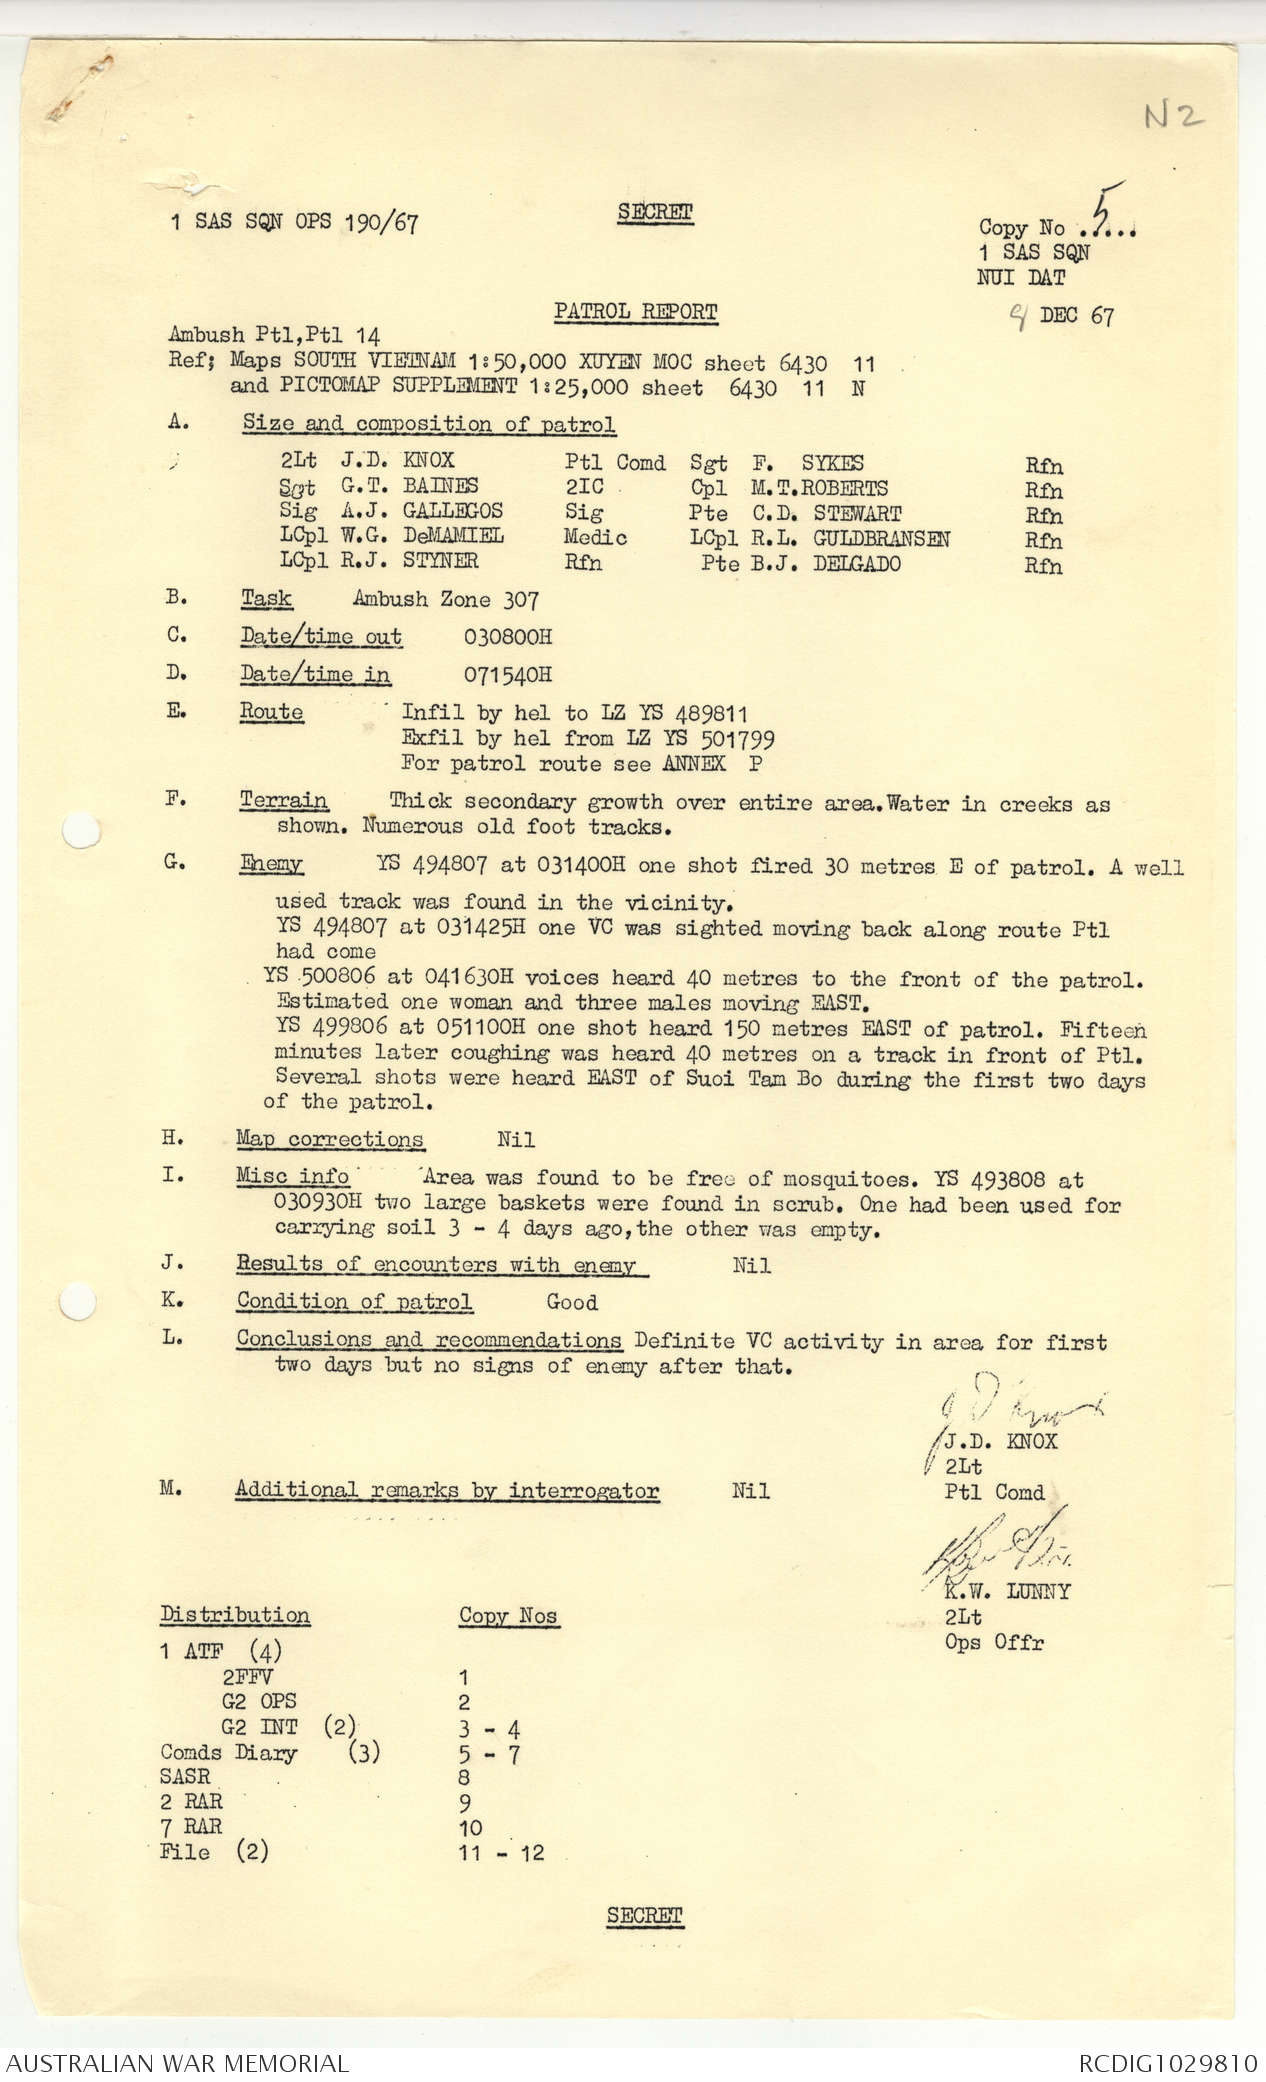 N2
SECRET
1 SAS SQN OPS 190/67
Copy No .5...
1 SAS SQN
NUI DAT
PATROL REPORT
9 DEC 67
Ambush Ptl,Ptl 14
Ref; Maps SOUTH VIETNAM 1:50,000 XUYEN MOC sheet 6430 11
and PICTOMAP SUPPLEMENT 1:25,000 sheet 6430 11 N
A. Size and composition of patrol
2Lt J.D. KNOX Ptl Comd Sgt F. SYKES Rfn
Sgt G.T. BAINES 2IC Cpl M.T.ROBERTS Rfn
Sig A.J. GALLEGOS Sig Pte C.D. STEWART Rfn
LCpl W.G. DeMAMIEL Medic LCpl R.L. GULDBRANSEN Rfn
LCpl R.J. STYNER Rfn Pte B.J. DELGADO Rfn
B. Task Ambush Zone 307
C. Date/time out 030800H
D. Date/time in 071540H
E. Route Infil by hel to LZ YS 489811
Exfil by hel from LZ YS 501799
For patrol route see ANNEX P
F. Terrain Thick secondary growth over entire area.Water in creeks as
shown. Numerous old foot tracks.
G. Enemy YS 494807 at 031400H one shot fired 30 metres E of patrol. A well
used track was found in the vicinity.
YS 494807 at 031425H one VC was sighted moving back along route Ptl
had come
YS 500806 at 041630H voices heard 40 metres to the front of the patrol.
Estimated one woman and three males moving EAST.
YS 499806 at 051100H one shot heard 150 metres EAST of patrol. Fifteen
minutes later coughing was heard 40 metres on a track in front of Ptl.
Several shots were heard EAST of Suoi Tam Bo during the first two days
of the patrol.
H. Map corrections Nil
I. Misc info Area was found to be free of mosquitoes. YS 493808 at
030930H two large baskets were found in scrub. One had been used for
carrying soil 3 - 4 days ago,the other was empty.
J. Results of encounters with enemy Nil
K. Condition of patrol Good
L. Conclusions and recommendations Definite VC activity in area for first
two days but no signs of enemy after that.
J D Knox
J.D. KNOX
2Lt
Ptl Comd
M. Additional remarks by interrogator Nil
K.W. LUNNY
2Lt
Ops Offr
Distribution Copy Nos
1 ATF (4)
2FFV 1
G2 OPS 2
G2 INT (2) 3 - 4
Comds Diary (3) 5 - 7
SASR 8
2 RAR 9
7 RAR 10
File (2) 11 - 12
SECRET
AUSTRALIAN WAR MEMORIAL RCDIG1029810